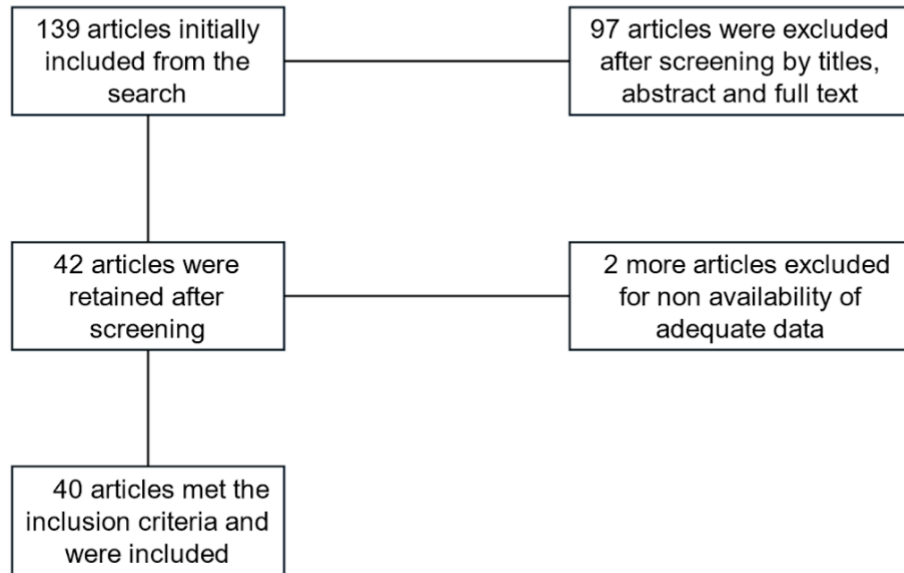 139 articles initially
included from the
search
97 articles were excluded
after screening by titles,
abstract and full text
42 articles were
retained after
screening
2 more articles excluded
for non availability of
adequate data
40 articles met the
inclusion criteria and
were included